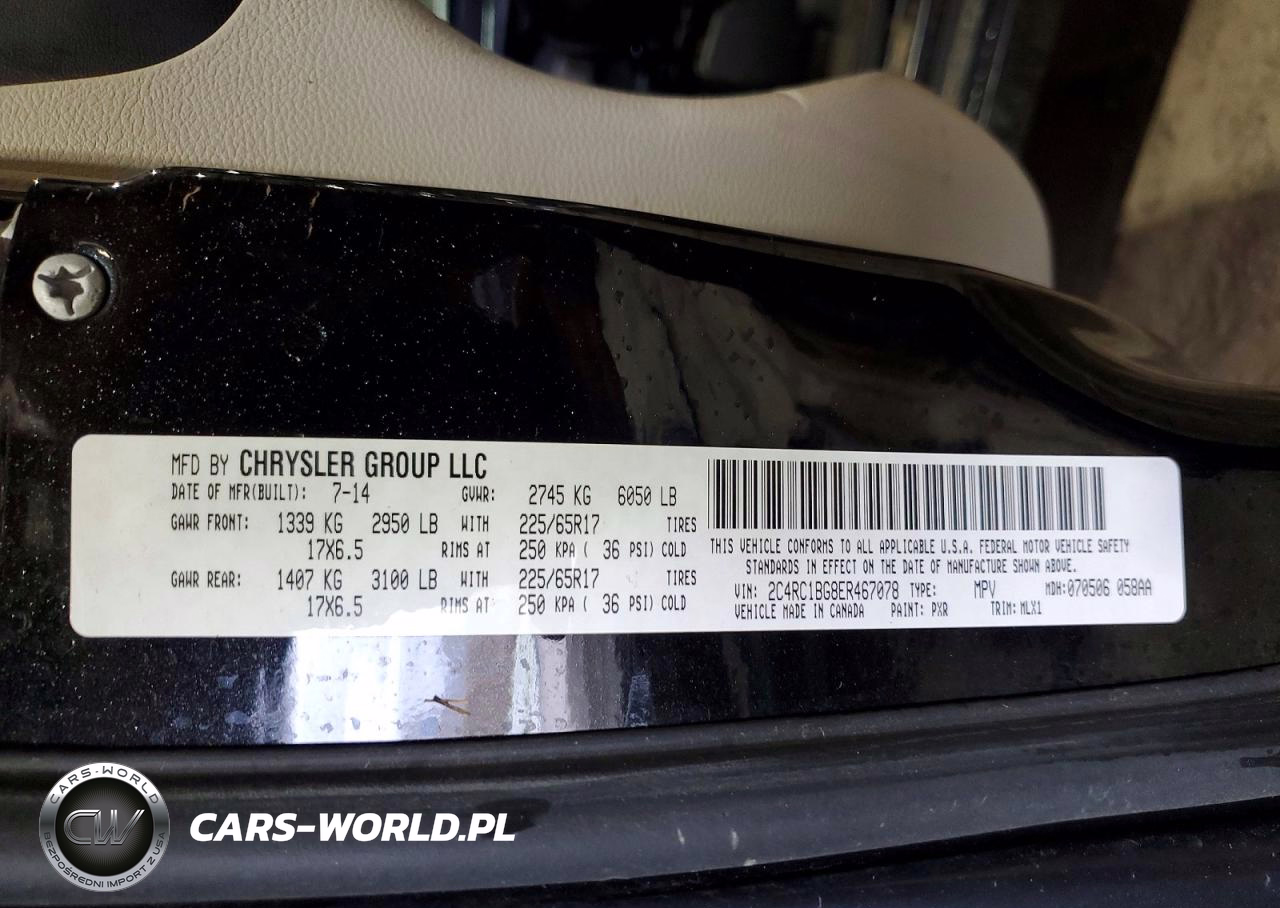 MFD BY CHRYSLER GROUP LLC
DATE OF MFR(BUILT): 7-14 GVWR: 2745 KG 6050 LB
GAWR FRONT: 1339 KG 2950 LB WITH 225/65R17 TIRES
17X6.5 RIMS AT 250 KPA ( 36 PSI) COLD
GAWR REAR: 1407 KG 3100 LB WITH 225/65R17 TIRES
17X6.5 RIMS AT 250 KPA ( 36 PSI) COLD
THIS VEHICLE CONFORMS TO ALL APPLICABLE U.S.A. FEDERAL MOTOR VEHICLE SAFETY
STANDARDS IN EFFECT ON THE DATE OF MANUFACTURE SHOWN ABOVE.
VIN: 2C4RC1BG8ER467078 TYPE: MPV MDH:070506 058AA
VEHICLE MADE IN CANADA PAINT: PXR TRIM: MLX1
CARS-WORLD
CW
BEZPOŚREDNI IMPORT Z USA
CARS-WORLD.PL